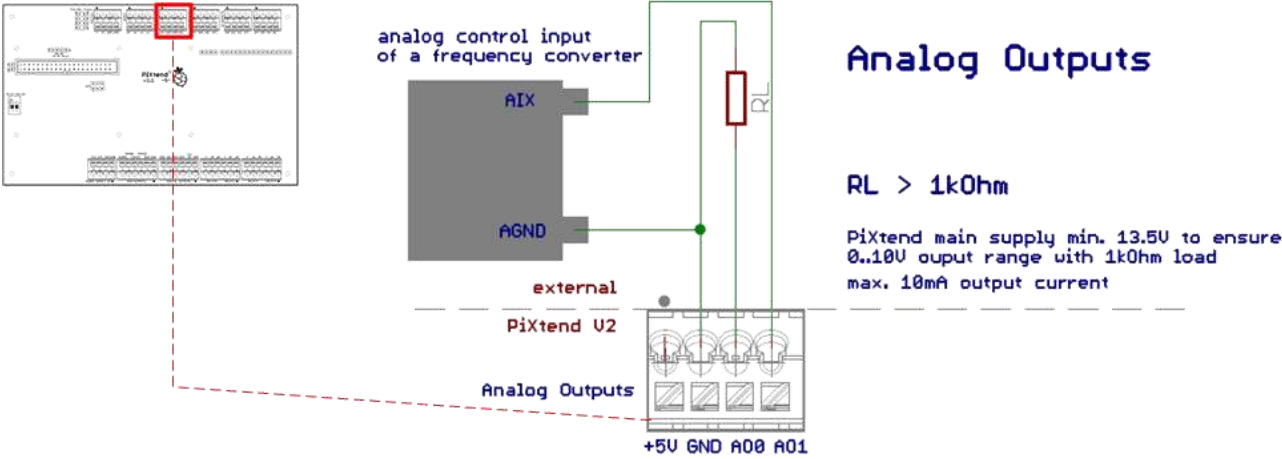 analog control input
of a frequency converter
Analog Outputs
AIX
RL
PiXtend
RL > 1kOhm
AGND
PiXtend main supply min. 13.5V to ensure
0..10V ouput range with 1kOhm load
max. 10mA output current
external
PiXtend V2
Analog Outputs
+5V GND AO0 AO1